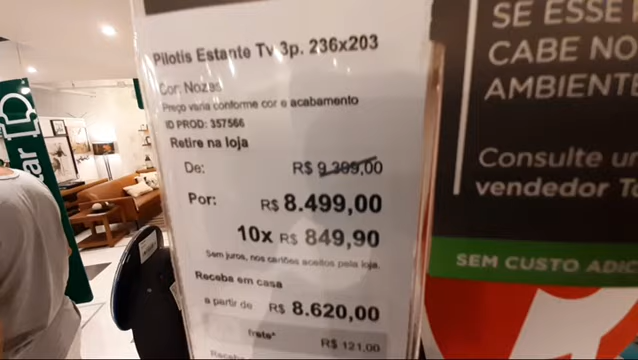 Pilotis Estante Tv 3p. 236x203
Cor: Nozes
Preço varia conforme cor e acabamento
ID PROD: 357566
Retire na loja
De: R$ 9.399,00
Por: R$ 8.499,00
10x R$ 849,90
Sem juros, nos cartões aceitos pela loja.
Receba em casa
a partir de R$ 8.620,00
frete* R$ 121,00
SE ESSE
CABE NO
AMBIENTE
Consulte
vendedor
SEM CUSTO ADIC